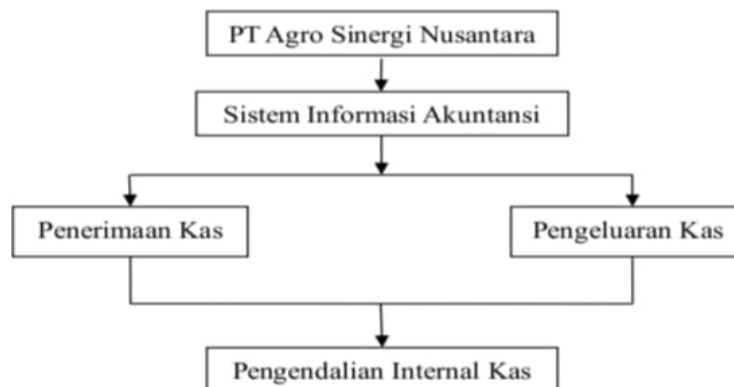 PT Agro Sinergi Nusantara
Sistem Informasi Akuntansi
Penerimaan Kas
Pengeluaran Kas
Pengendalian Internal Kas